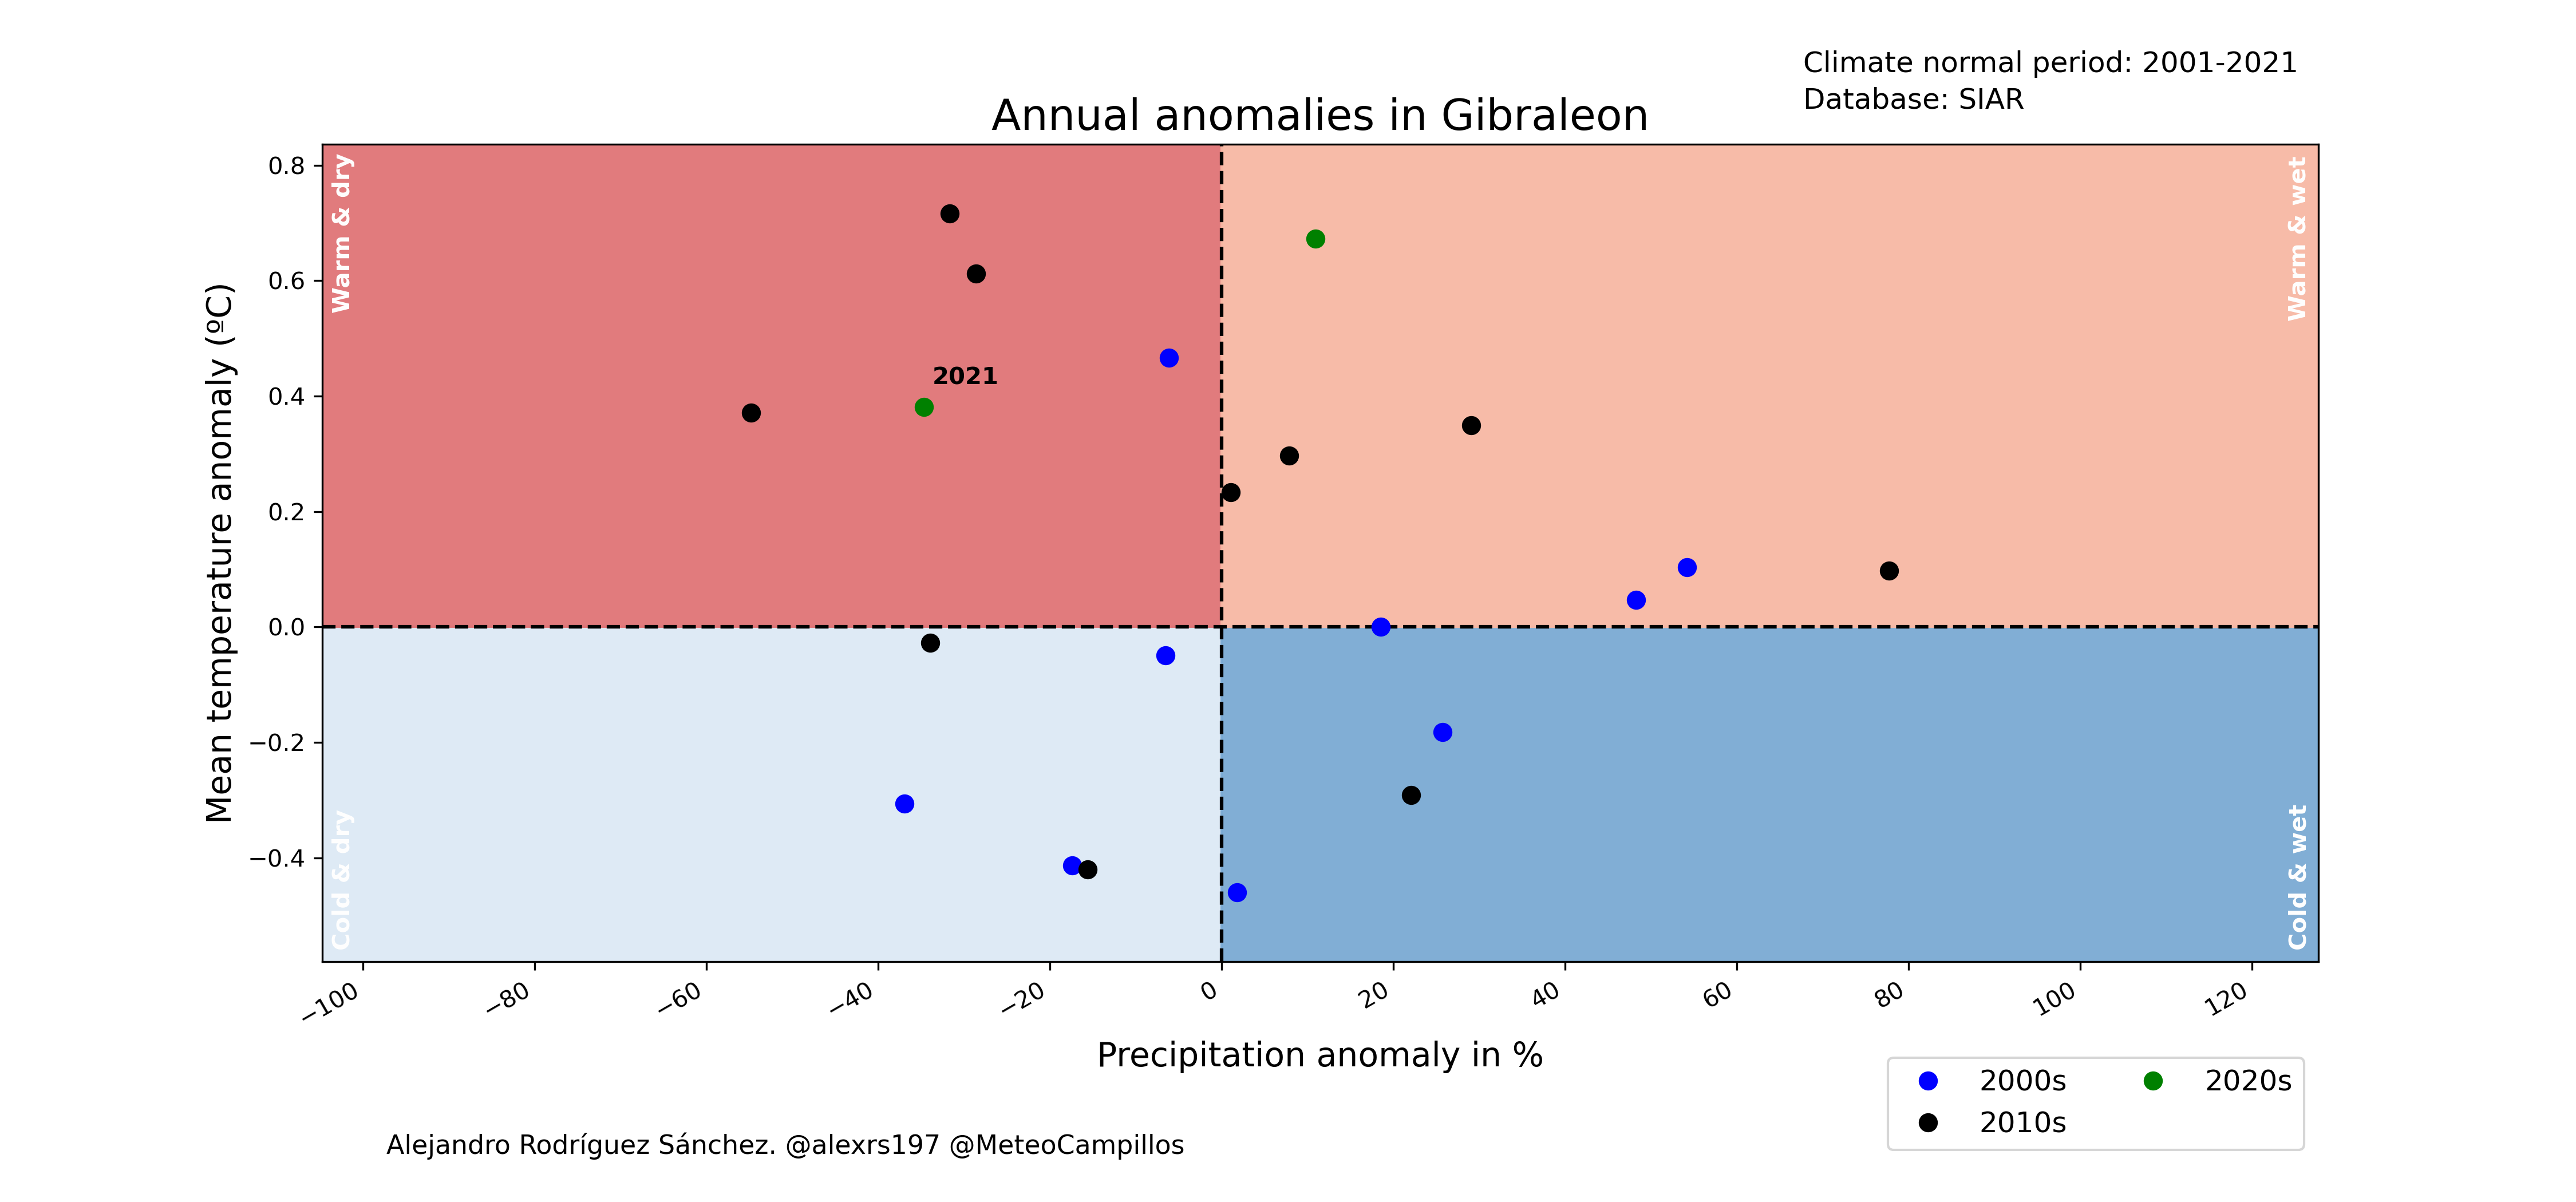 Climate normal period: 2001-2021
Database: SIAR
Annual anomalies in Gibraleon
Warm & dry
Warm & wet
Cold & dry
Cold & wet
2021
Mean temperature anomaly (ºC)
0.8
0.6
0.4
0.2
0.0
−0.2
−0.4
−100
−80
−60
−40
−20
0
20
40
60
80
100
120
Precipitation anomaly in %
2000s
2010s
2020s
Alejandro Rodríguez Sánchez. @alexrs197 @MeteoCampillos